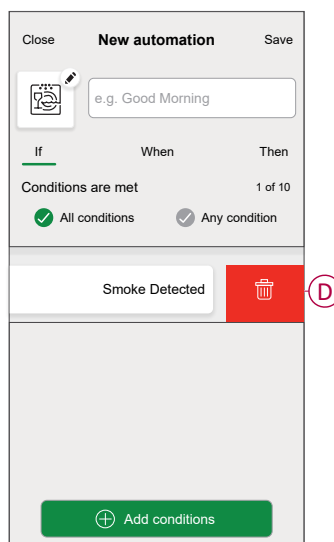 Close New automation Save
e.g. Good Morning
If When Then
Conditions are met 1 of 10
All conditions Any condition
Smoke Detected
D
Add conditions